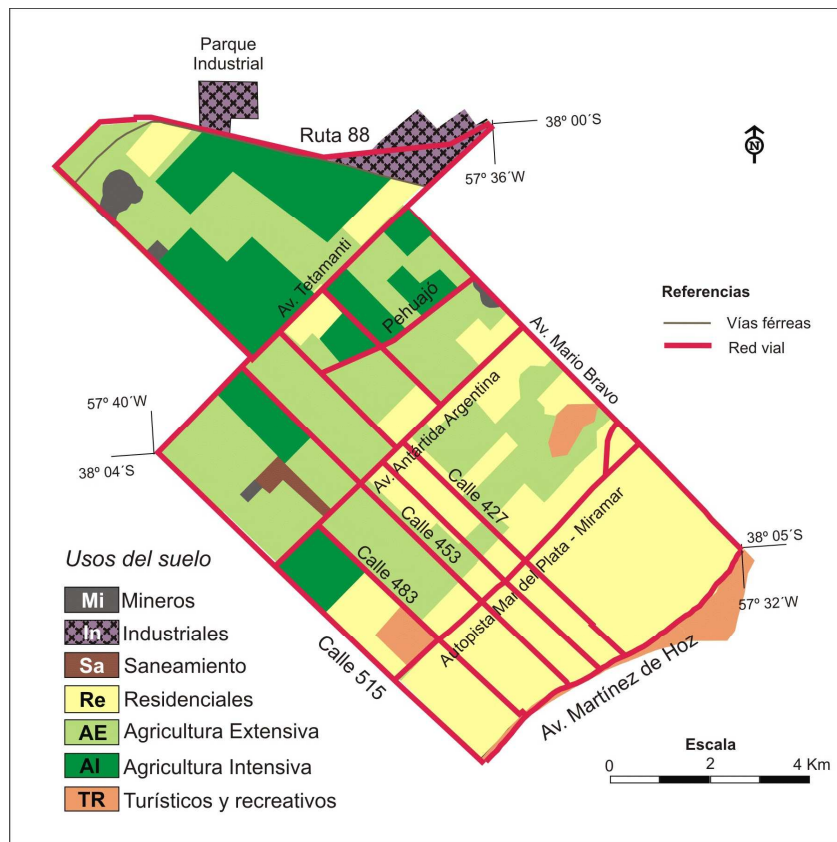 Parque
Industrial
Ruta 88
38º 00´S
57º 36´W
N
Av. Tetamanti
Pehuajó
Av. Mario Bravo
Referencias
Vías férreas
Red vial
57º 40´W
38º 04´S
Av. Antártida Argentina
Calle 427
Calle 453
Calle 483
Autopista Mar del Plata - Miramar
Calle 515
38º 05´S
57º 32´W
Av. Martínez de Hoz
Usos del suelo
Mi Mineros
In Industriales
Sa Saneamiento
Re Residenciales
AE Agricultura Extensiva
AI Agricultura Intensiva
TR Turísticos y recreativos
Escala
0 2 4 Km